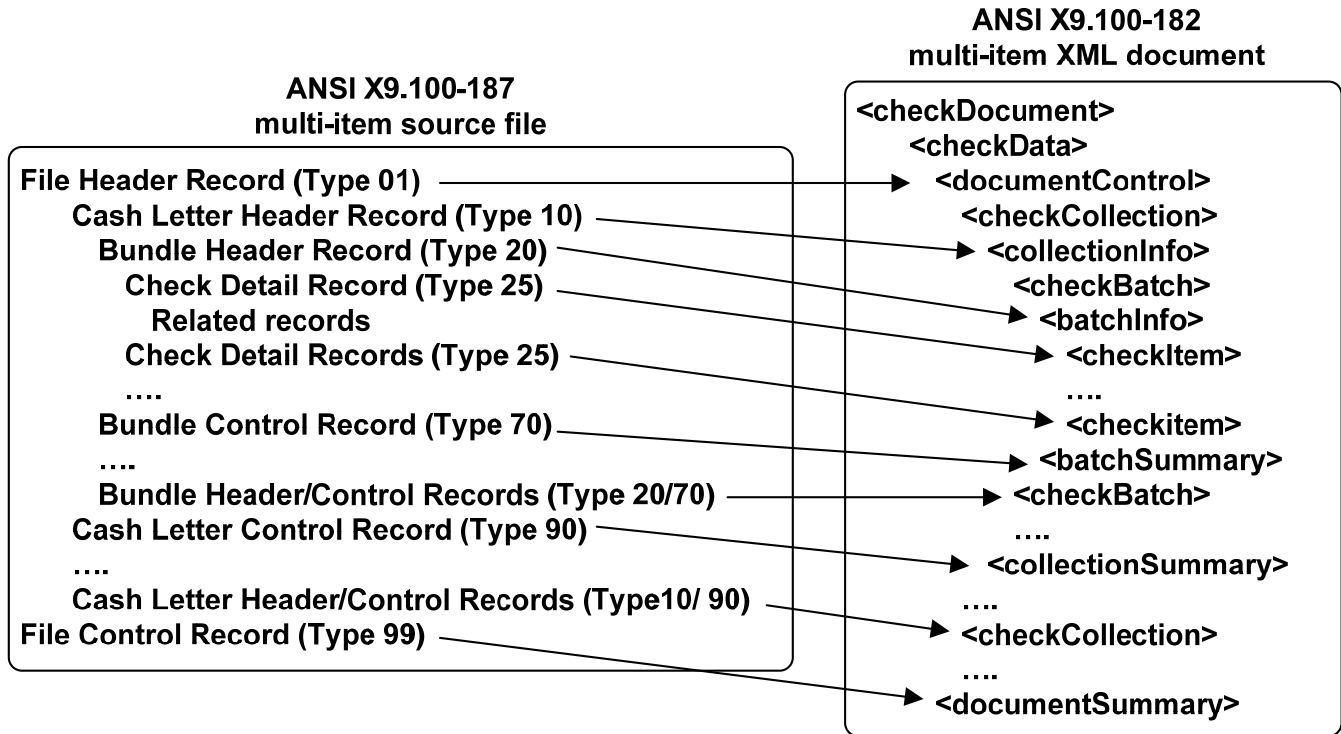 ANSI X9.100-187
multi-item source file
File Header Record (Type 01)
Cash Letter Header Record (Type 10)
Bundle Header Record (Type 20)
Check Detail Record (Type 25)
Related records
Check Detail Records (Type 25)
....
Bundle Control Record (Type 70)
....
Bundle Header/Control Records (Type 20/70)
Cash Letter Control Record (Type 90)
....
Cash Letter Header/Control Records (Type10/ 90)
File Control Record (Type 99)
ANSI X9.100-182
multi-item XML document
<checkDocument>
<checkData>
<documentControl>
<checkCollection>
<collectionInfo>
<checkBatch>
<batchInfo>
<checkItem>
....
<checkitem>
<batchSummary>
<checkBatch>
....
<collectionSummary>
....
<checkCollection>
....
<documentSummary>